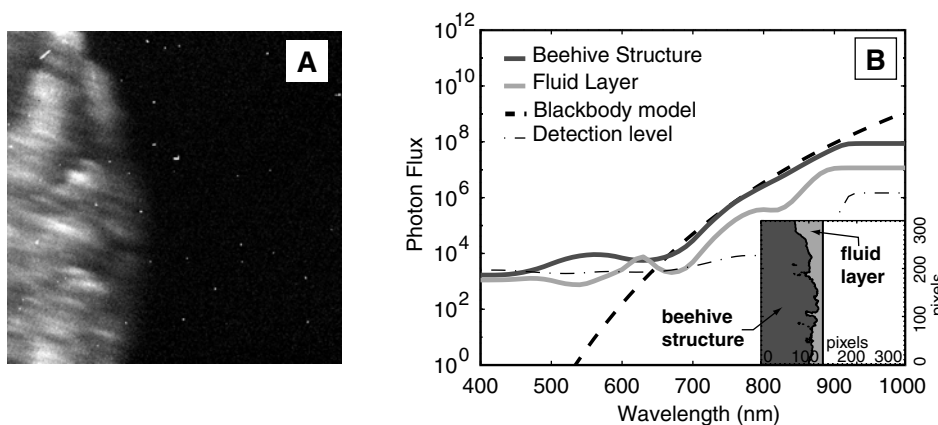 A
B
10^12
10^10
10^8
10^6
10^4
10^2
10^0
Photon Flux
Beehive Structure
Fluid Layer
Blackbody model
Detection level
fluid
layer
beehive
structure
pixels
0 100 200 300
300
200
100
0
pixels
400 500 600 700 800 900 1000
Wavelength (nm)